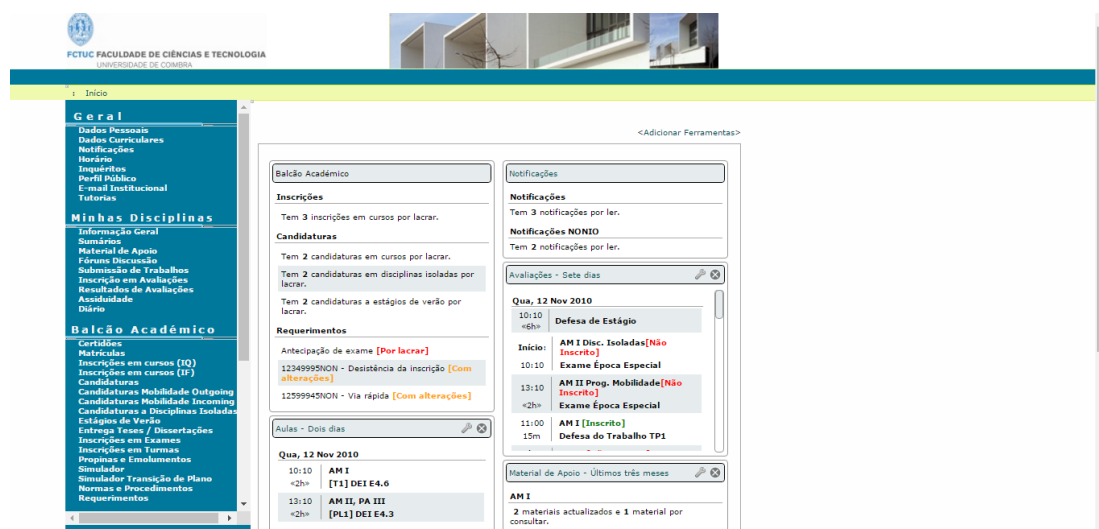 FCTUC FACULDADE DE CIÊNCIAS E TECNOLOGIA
UNIVERSIDADE DE COIMBRA
: Início
Geral
Dados Pessoais
Dados Curriculares
Notificações
Horário
Inquéritos
Perfil Público
E-mail Institucional
Tutorias
Minhas Disciplinas
Informação Geral
Sumários
Material de Apoio
Fóruns Discussão
Submissão de Trabalhos
Inscrição em Avaliações
Resultados de Avaliações
Assiduidade
Diário
Balcão Académico
Certidões
Matrículas
Inscrições em cursos (IQ)
Inscrições em cursos (IF)
Candidaturas
Candidaturas Mobilidade Outgoing
Candidaturas Mobilidade Incoming
Candidaturas a Disciplinas Isoladas
Estágios de Verão
Entrega Teses / Dissertações
Inscrições em Exames
Inscrições em Turmas
Propinas e Emolumentos
Simulador
Simulador Transição de Plano
Normas e Procedimentos
Requerimentos
<Adicionar Ferramentas>
Balcão Académico
Inscrições
Tem 3 inscrições em cursos por lacrar.
Candidaturas
Tem 2 candidaturas em cursos por lacrar.
Tem 2 candidaturas em disciplinas isoladas por
lacrar.
Tem 2 candidaturas a estágios de verão por
lacrar.
Requerimentos
Antecipação de exame [Por lacrar]
12349995NON - Desistência da inscrição [Com
alterações]
12599945NON - Via rápida [Com alterações]
Aulas - Dois dias
Qua, 12 Nov 2010
10:10 AM I
«2h» [T1] DEI E4.6
13:10 AM II, PA III
«2h» [PL1] DEI E4.3
Notificações
Notificações
Tem 3 notificações por ler.
Notificações NONIO
Tem 2 notificações por ler.
Avaliações - Sete dias
Qua, 12 Nov 2010
10:10
«6h» Defesa de Estágio
Início: AM I Disc. Isoladas[Não
Inscrito]
10:10 Exame Época Especial
13:10 AM II Prog. Mobilidade[Não
Inscrito]
«2h» Exame Época Especial
11:00 AM I [Inscrito]
15m Defesa do Trabalho TP1
Material de Apoio - Últimos três meses
AM I
2 materiais actualizados e 1 material por
consultar.